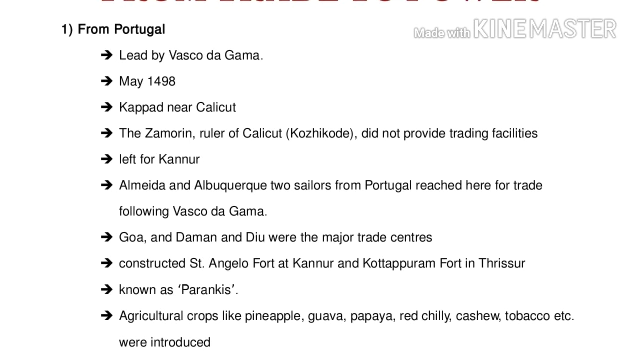 1) From Portugal
Made with KINEMASTER
➔ Lead by Vasco da Gama.
➔ May 1498
➔ Kappad near Calicut
➔ The Zamorin, ruler of Calicut (Kozhikode), did not provide trading facilities
➔ left for Kannur
➔ Almeida and Albuquerque two sailors from Portugal reached here for trade
following Vasco da Gama.
➔ Goa, and Daman and Diu were the major trade centres
➔ constructed St. Angelo Fort at Kannur and Kottappuram Fort in Thrissur
➔ known as ‘Parankis’.
➔ Agricultural crops like pineapple, guava, papaya, red chilly, cashew, tobacco etc.
were introduced